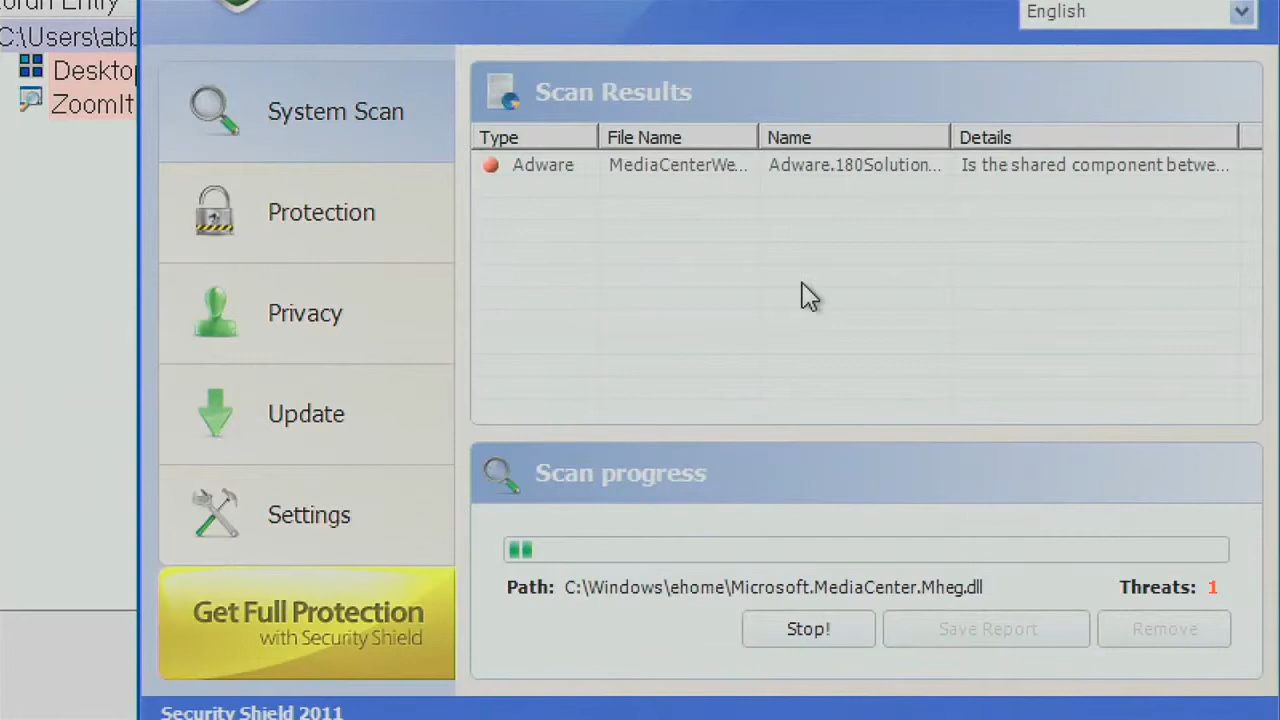 English
C:\Users\abb
Desktop
ZoomIt
System Scan
Protection
Privacy
Update
Settings
Get Full Protection
with Security Shield
Scan Results
Type File Name Name Details
Adware MediaCenterWe... Adware.180Solution... Is the shared component betwe...
Scan progress
Path: C:\Windows\ehome\Microsoft.MediaCenter.Mheg.dll Threats: 1
Stop! Save Report Remove
Security Shield 2011